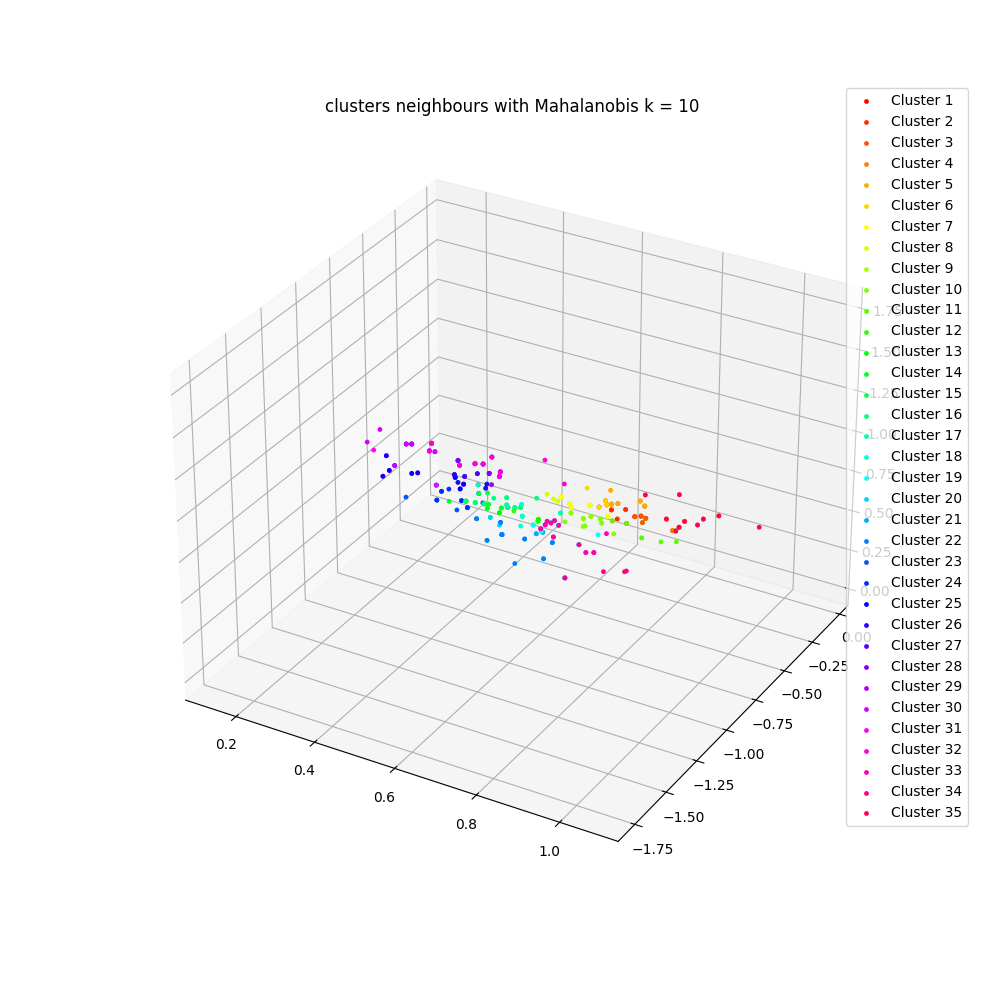 clusters neighbours with Mahalanobis k = 10
Cluster 1
Cluster 2
Cluster 3
Cluster 4
Cluster 5
Cluster 6
Cluster 7
Cluster 8
Cluster 9
Cluster 10
Cluster 11
Cluster 12
Cluster 13
Cluster 14
Cluster 15
Cluster 16
Cluster 17
Cluster 18
Cluster 19
Cluster 20
Cluster 21
Cluster 22
Cluster 23
Cluster 24
Cluster 25
Cluster 26
Cluster 27
Cluster 28
Cluster 29
Cluster 30
Cluster 31
Cluster 32
Cluster 33
Cluster 34
Cluster 35
1.75
1.50
1.25
1.00
0.75
0.50
0.25
0.00
0.00
−0.25
−0.50
−0.75
−1.00
−1.25
−1.50
−1.75
0.2
0.4
0.6
0.8
1.0